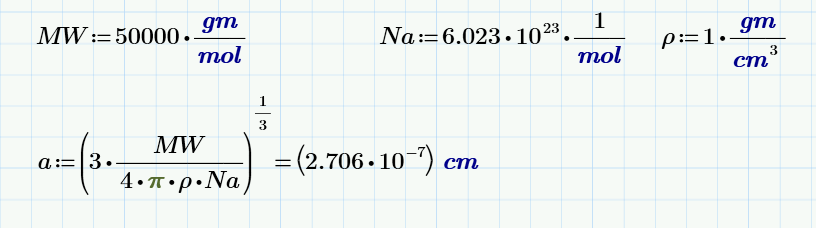 MW := 50000 · gm/mol    Na := 6.023 · 10^23 · 1/mol    ρ := 1 · gm/cm^3
a := (3 · MW/(4 · π · ρ · Na))^(1/3) = (2.706 · 10^-7) cm